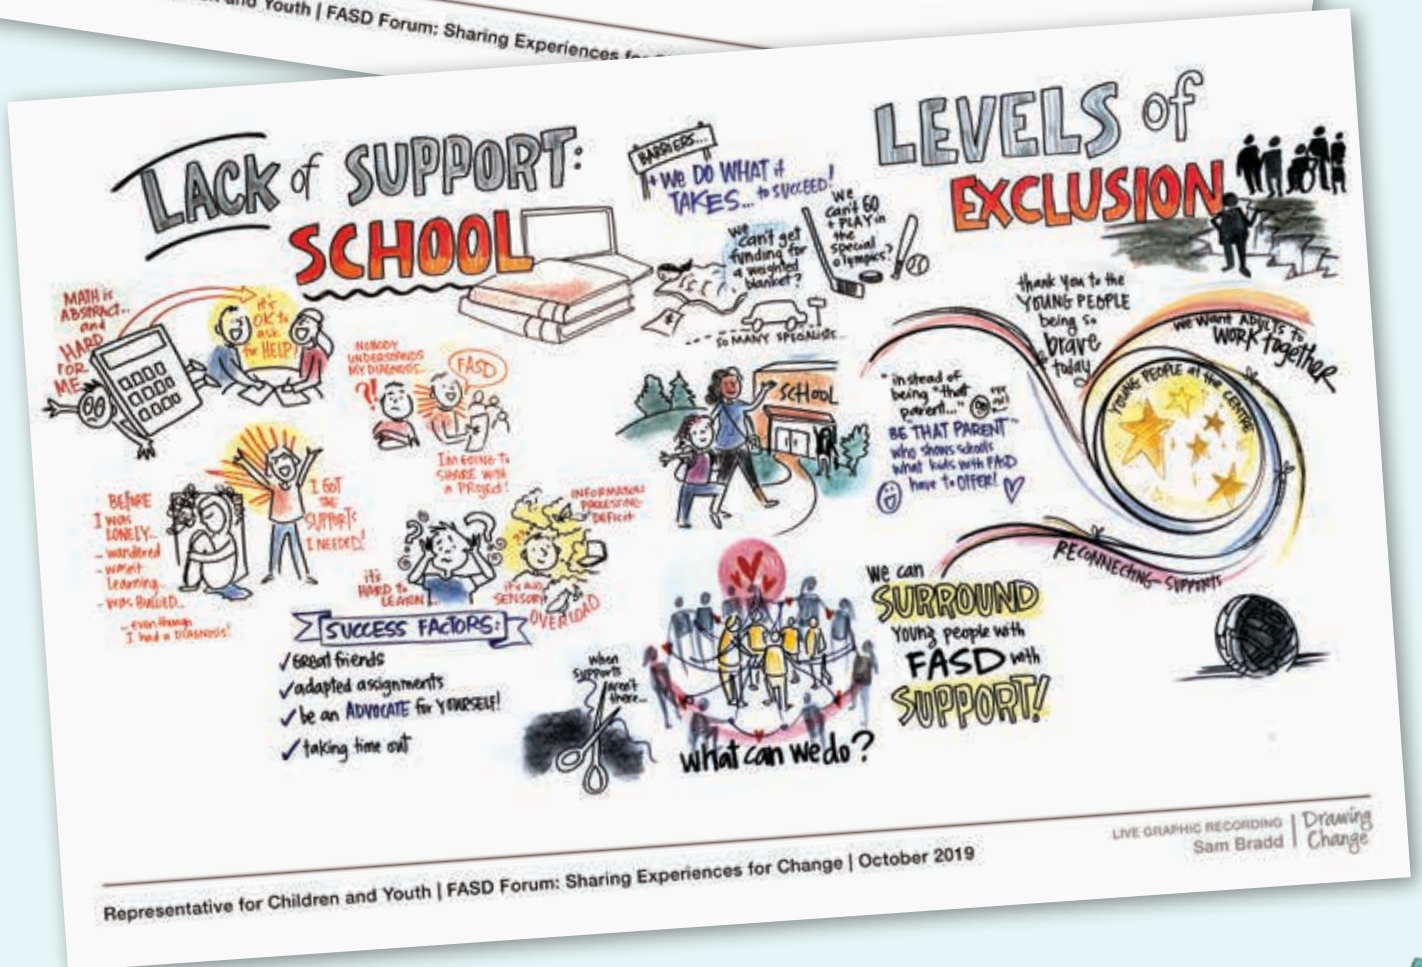 and Youth | FASD Forum: Sharing Experiences for
LACK of SUPPORT:
SCHOOL
MATH is
ABSTRACT...
and
HARD
FOR
ME...
it's
OK to
ask
for HELP!
NOBODY
UNDERSTANDS
MY DIAGNOSIS...
?!
FASD
I'M GOING TO
SHARE WITH
a PROJECT!
BEFORE
I was
LONELY...
- wandered
- wasn't
learning...
- was BULLIED...
...even though
I had a DIAGNOSIS!
I GOT
THE
SUPPORTS
I NEEDED!
it's
HARD to
LEARN...
INFORMATION
PROCESSING
DEFICIT
it's also
SENSORY
OVERLOAD
SUCCESS FACTORS:
✓ GREAT friends
✓ adapted assignments
✓ be an ADVOCATE for YOURSELF!
✓ taking time out
BARRIERS...
+ WE DO WHAT it
TAKES... to SUCCEED!
we
can't get
funding for
a weighted
blanket?
we
can't GO
+ PLAY in
the
special
olympics?
$
SO MANY SPECIALISTS...
SCHOOL
when
supports
aren't
there...
what can we do?
LEVELS of
EXCLUSION
thank you to the
YOUNG PEOPLE
being so
brave
today
we want ADULTS to
WORK together
YOUNG PEOPLE at the CENTRE
"instead of
being "that
parent..."
BE THAT PARENT
who shows schools
what kids with FASD
have to OFFER!
RECONNECTING SUPPORTS
we can
SURROUND
young people with
FASD with
SUPPORT!
Representative for Children and Youth | FASD Forum: Sharing Experiences for Change | October 2019
LIVE GRAPHIC RECORDING
Sam Bradd
Drawing
Change